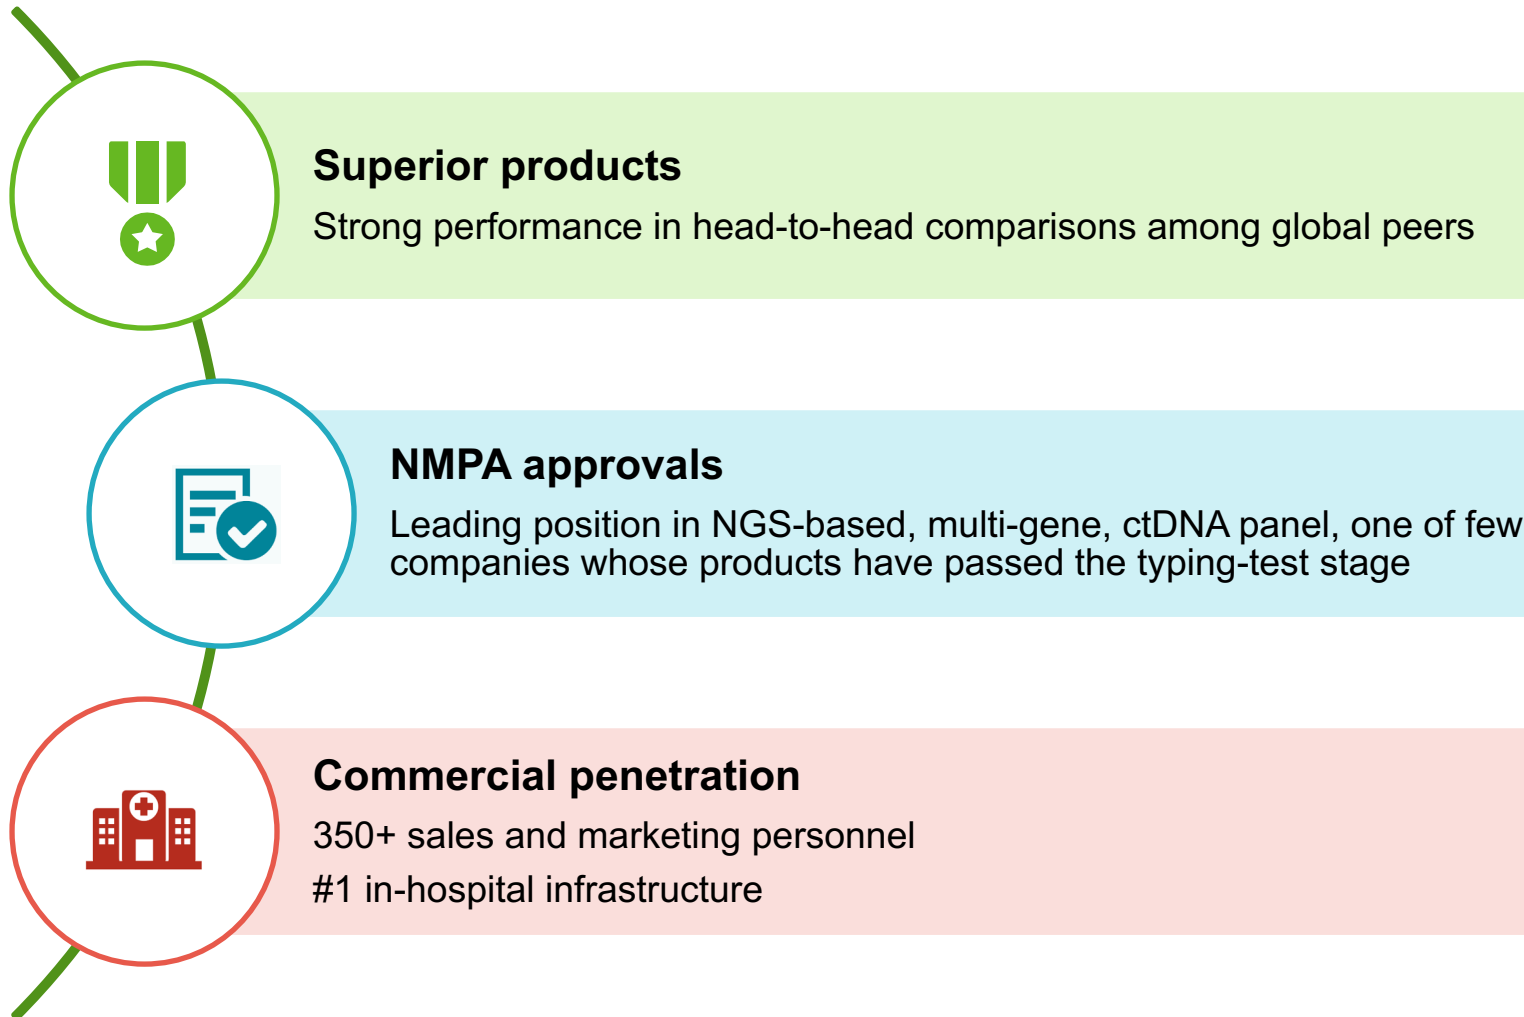 Superior products
Strong performance in head-to-head comparisons among global peers
NMPA approvals
Leading position in NGS-based, multi-gene, ctDNA panel, one of few
companies whose products have passed the typing-test stage
Commercial penetration
350+ sales and marketing personnel
#1 in-hospital infrastructure